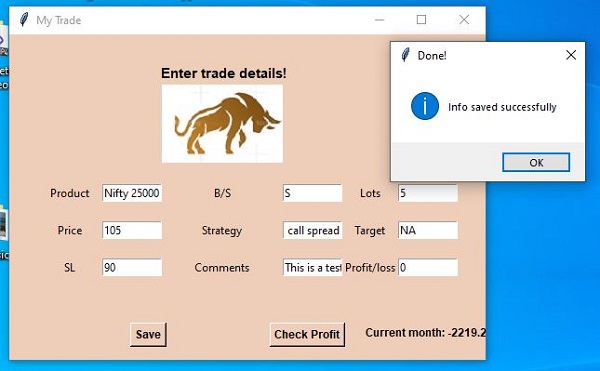 My Trade
Done!
Info saved successfully
OK
Enter trade details!
Product Nifty 25000 B/S S Lots 5
Price 105 Strategy call spread Target NA
SL 90 Comments This is a test Profit/loss 0
Save Check Profit Current month: -2219.2